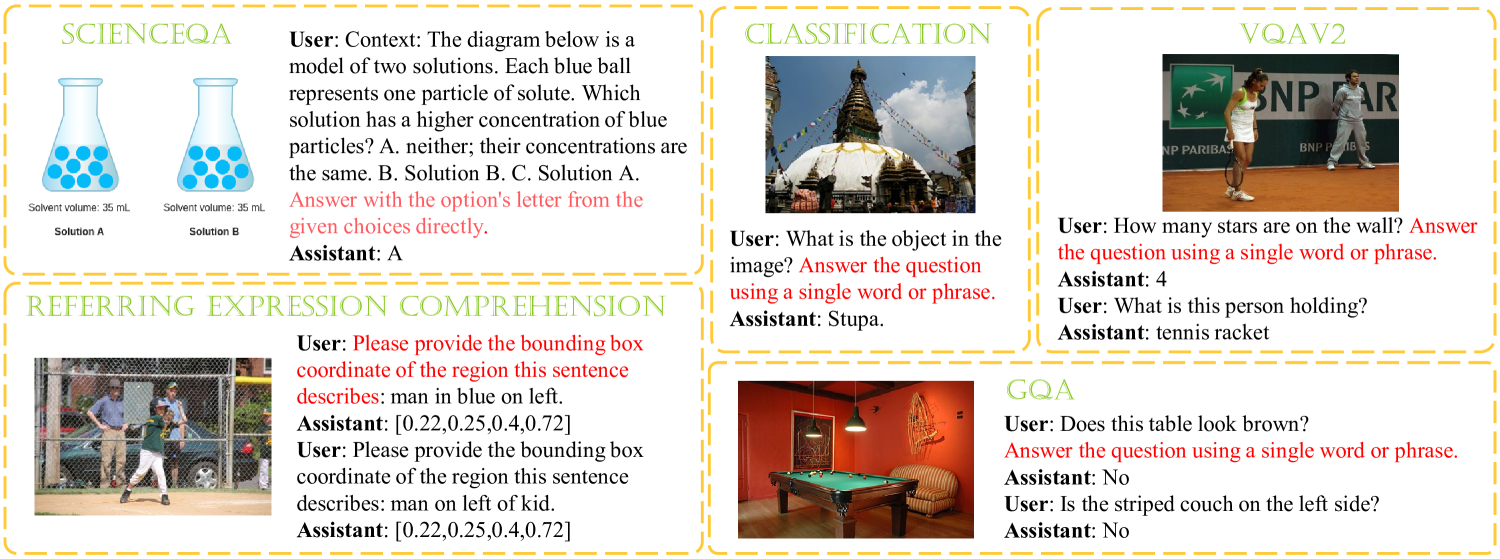 SCIENCEQA
Solvent volume: 35 mL
Solution A
Solvent volume: 35 mL
Solution B
User: Context: The diagram below is a
model of two solutions. Each blue ball
represents one particle of solute. Which
solution has a higher concentration of blue
particles? A. neither; their concentrations are
the same. B. Solution B. C. Solution A.
Answer with the option's letter from the
given choices directly.
Assistant: A
REFERRING EXPRESSION COMPREHENSION
User: Please provide the bounding box
coordinate of the region this sentence
describes: man in blue on left.
Assistant: [0.22,0.25,0.4,0.72]
User: Please provide the bounding box
coordinate of the region this sentence
describes: man on left of kid.
Assistant: [0.22,0.25,0.4,0.72]
CLASSIFICATION
User: What is the object in the
image? Answer the question
using a single word or phrase.
Assistant: Stupa.
VQAV2
BNP PAR
NP PARIBAS
BNP PARIBAS
User: How many stars are on the wall? Answer
the question using a single word or phrase.
Assistant: 4
User: What is this person holding?
Assistant: tennis racket
GQA
User: Does this table look brown?
Answer the question using a single word or phrase.
Assistant: No
User: Is the striped couch on the left side?
Assistant: No